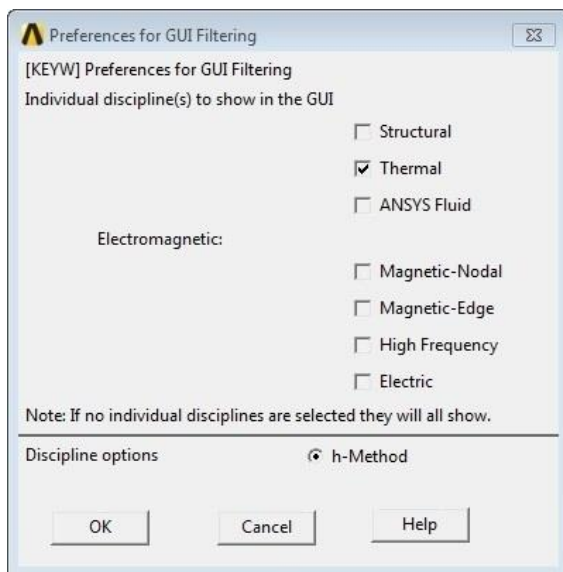 Preferences for GUI Filtering
[KEYW] Preferences for GUI Filtering
Individual discipline(s) to show in the GUI
Structural
Thermal
ANSYS Fluid
Electromagnetic:
Magnetic-Nodal
Magnetic-Edge
High Frequency
Electric
Note: If no individual disciplines are selected they will all show.
Discipline options h-Method
OK Cancel Help